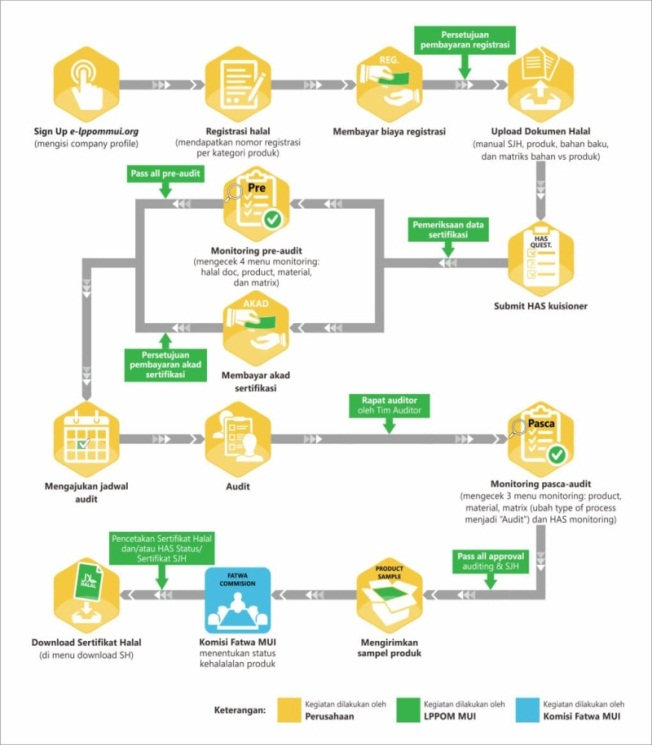 Persetujuan
pembayaran registrasi
REG.
Sign Up e-lppommui.org
(mengisi company profile)
Registrasi halal
(mendapatkan nomor registrasi
per kategori produk)
Membayar biaya registrasi
Upload Dokumen Halal
(manual SJH, produk, bahan baku,
dan matriks bahan vs produk)
Pass all pre-audit
Pre
Monitoring pre-audit
(mengecek 4 menu monitoring:
halal doc, product, material,
dan matrix)
Pemeriksaan data
sertifikasi
HAS
QUEST.
Submit HAS kuisioner
AKAD
Membayar akad
sertifikasi
Persetujuan
pembayaran akad
sertifikasi
Mengajukan jadwal
audit
Audit
Rapat auditor
oleh Tim Auditor
Pasca
Monitoring pasca-audit
(mengecek 3 menu monitoring: product,
material, matrix (ubah type of process
menjadi "Audit") dan HAS monitoring)
Pass all approval
auditing & SJH
PRODUCT
SAMPLE
Mengirimkan
sampel produk
FATWA
COMMISION
Komisi Fatwa MUI
menentukan status
kehalalalan produk
Pencetakan Sertifikat Halal
dan/atau HAS Status/
Sertifikat SJH
HALAL
Download Sertifikat Halal
(di menu download SH)
Keterangan:
Kegiatan dilakukan oleh
Perusahaan
Kegiatan dilakukan oleh
LPPOM MUI
Kegiatan dilakukan oleh
Komisi Fatwa MUI